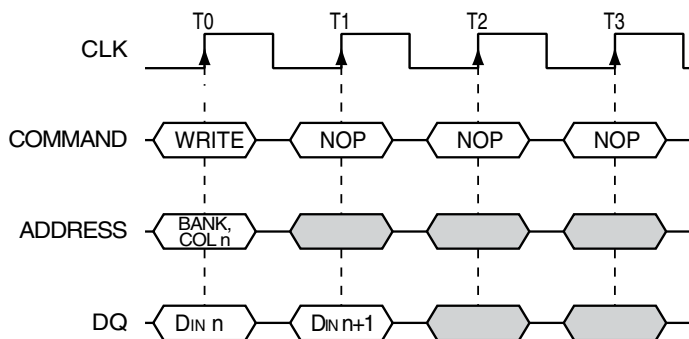 T0 T1 T2 T3
CLK
COMMAND WRITE NOP NOP NOP
ADDRESS BANK,
COL n
DQ DIN n DIN n+1